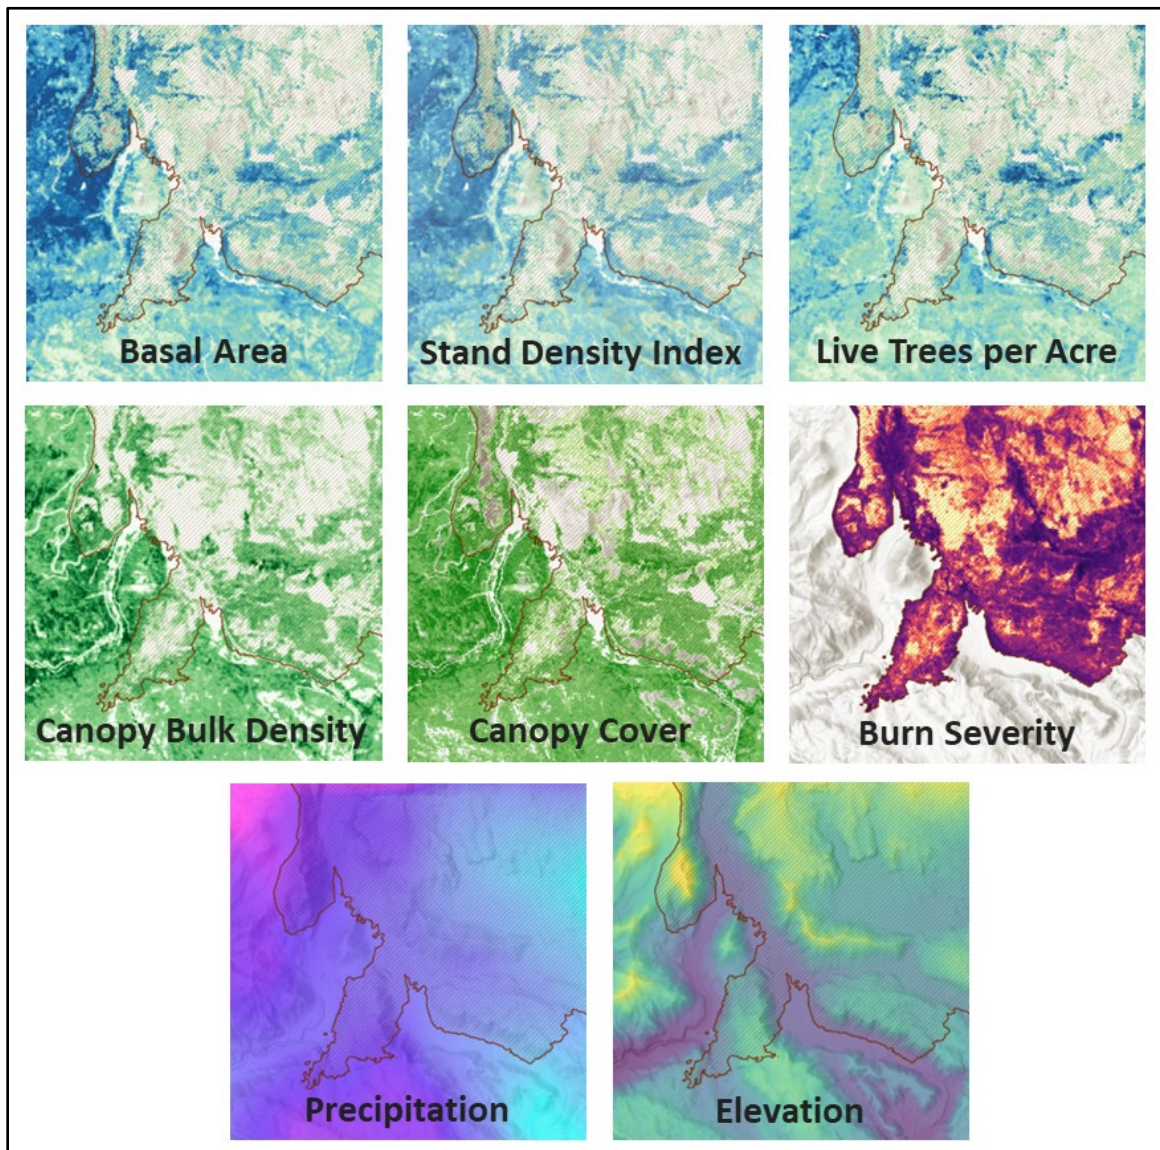 Basal Area
Stand Density Index
Live Trees per Acre
Canopy Bulk Density
Canopy Cover
Burn Severity
Precipitation
Elevation